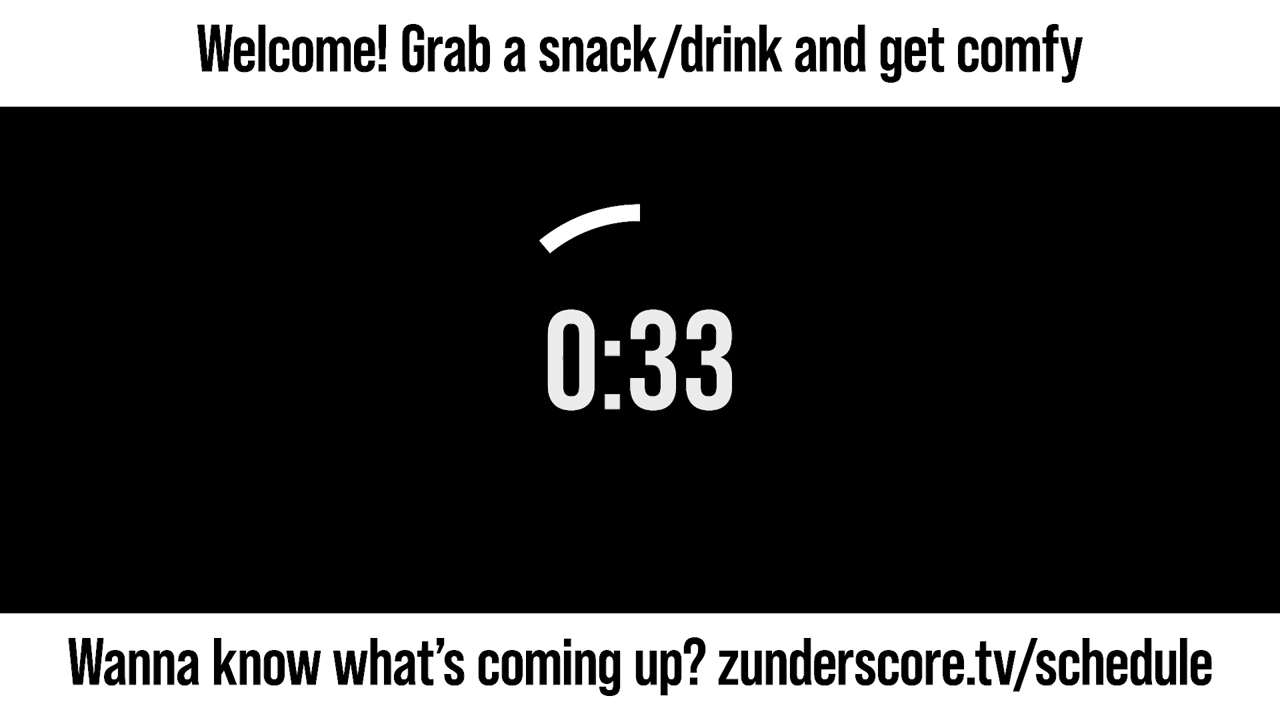 Welcome! Grab a snack/drink and get comfy
0:33
Wanna know what’s coming up? zunderscore.tv/schedule